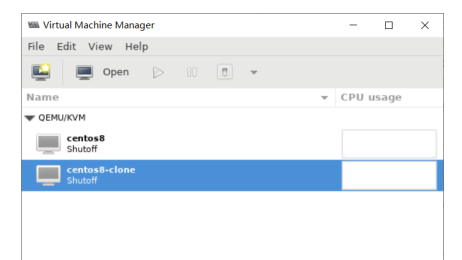 Virtual Machine Manager
File Edit View Help
Open
Name CPU usage
QEMU/KVM
centos8
Shutoff
centos8-clone
Shutoff